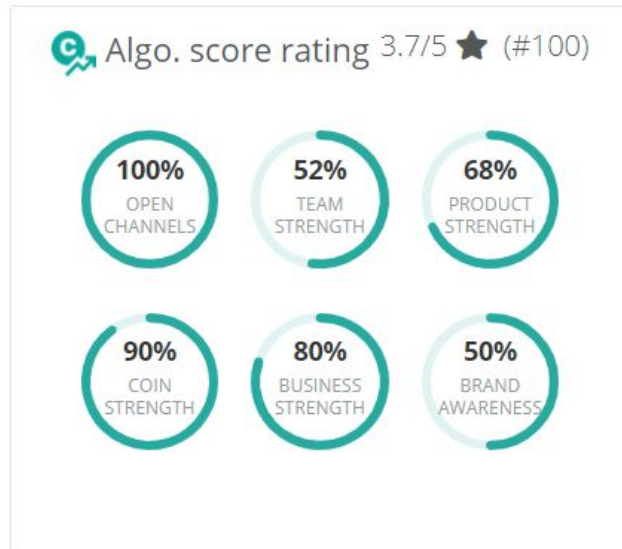 Algo. score rating 3.7/5 ★ (#100)
100%
OPEN
CHANNELS
52%
TEAM
STRENGTH
68%
PRODUCT
STRENGTH
90%
COIN
STRENGTH
80%
BUSINESS
STRENGTH
50%
BRAND
AWARENESS